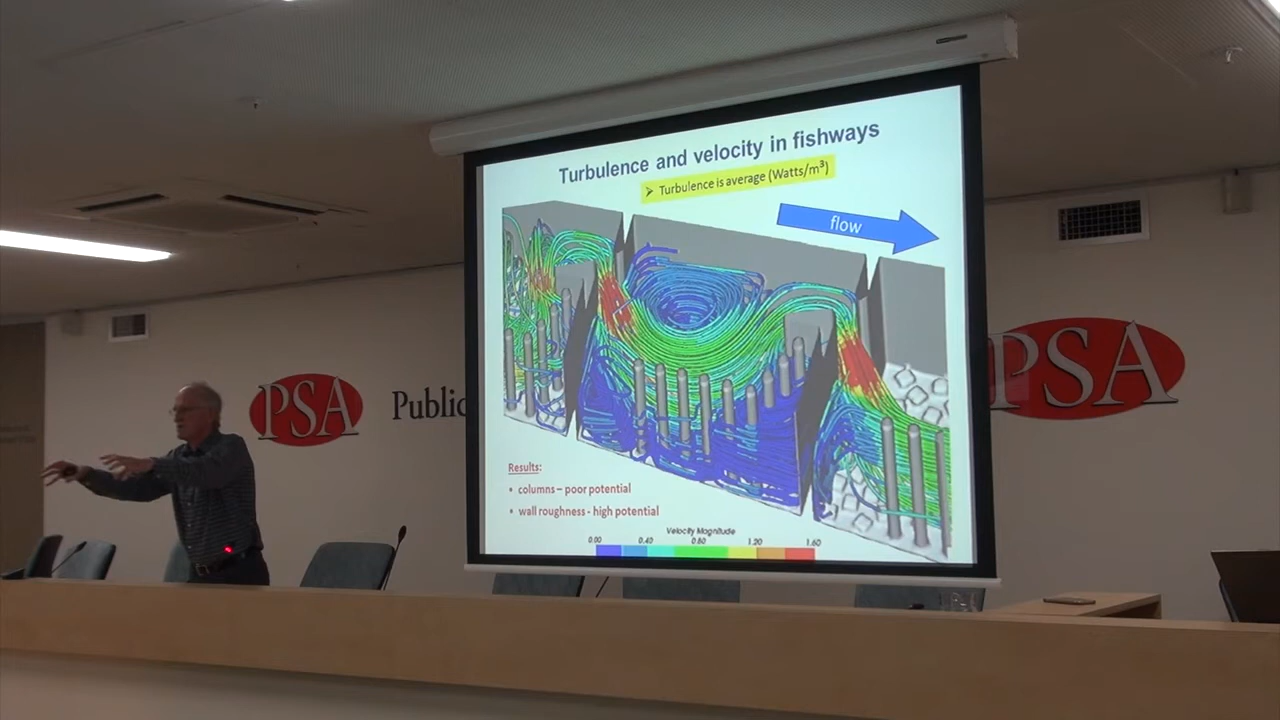 Turbulence and velocity in fishways
➢ Turbulence is average (Watts/m³)
flow
PSA
Public
PSA
Results:
• columns – poor potential
• wall roughness - high potential
Velocity Magnitude
0.00 0.40 0.80 1.20 1.60